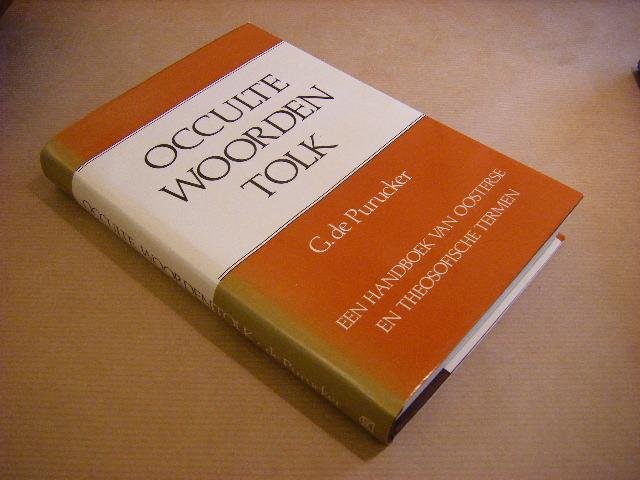 OCCULTE
WOORDEN
TOLK
G. de Purucker
EEN HANDBOEK VAN OOSTERSE
EN THEOSOFISCHE TERMEN
OCCULTE WOORDENTOLK G. de Purucker